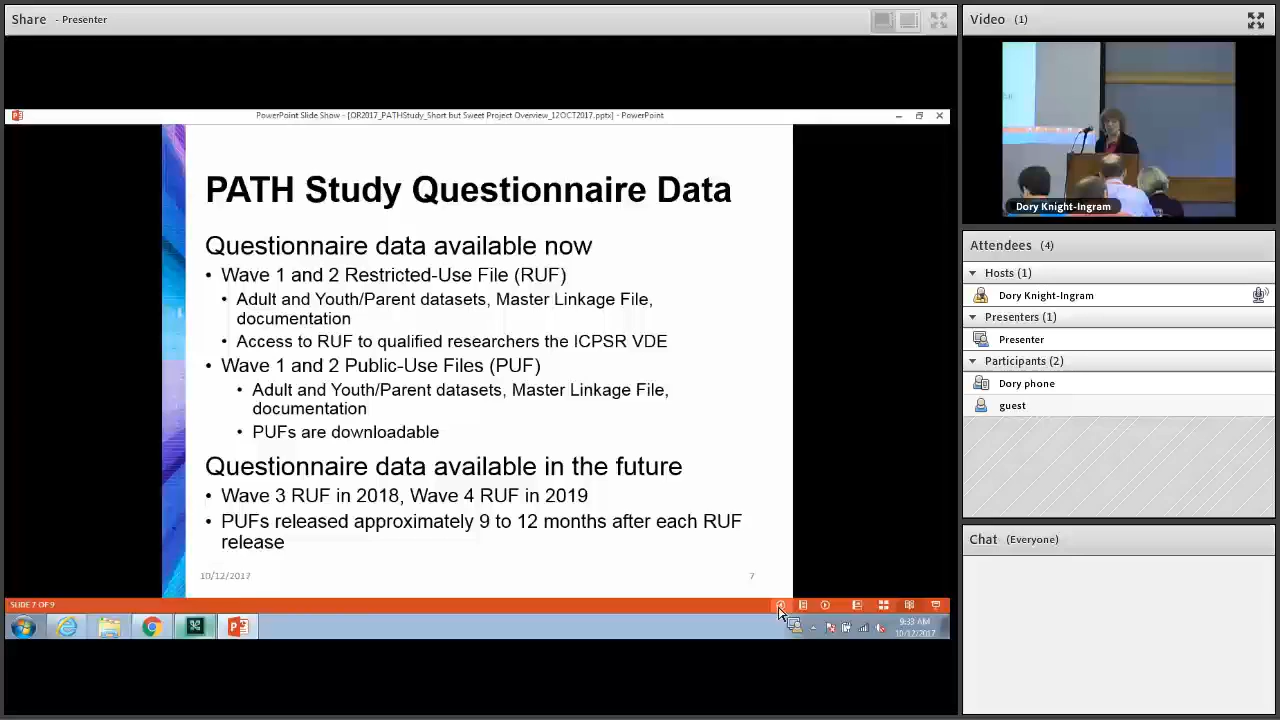 Share - Presenter
Video (1)
PowerPoint Slide Show - [OR2017_PATHStudy_Short but Sweet Project Overview_12OCT2017.pptx] - PowerPoint
PATH Study Questionnaire Data
Questionnaire data available now
• Wave 1 and 2 Restricted-Use File (RUF)
• Adult and Youth/Parent datasets, Master Linkage File,
documentation
• Access to RUF to qualified researchers the ICPSR VDE
• Wave 1 and 2 Public-Use Files (PUF)
• Adult and Youth/Parent datasets, Master Linkage File,
documentation
• PUFs are downloadable
Questionnaire data available in the future
• Wave 3 RUF in 2018, Wave 4 RUF in 2019
• PUFs released approximately 9 to 12 months after each RUF
release
10/12/2017
7
SLIDE 7 OF 9
9:33 AM
10/12/2017
Dory Knight-Ingram
Attendees (4)
Hosts (1)
Dory Knight-Ingram
Presenters (1)
Presenter
Participants (2)
Dory phone
guest
Chat (Everyone)